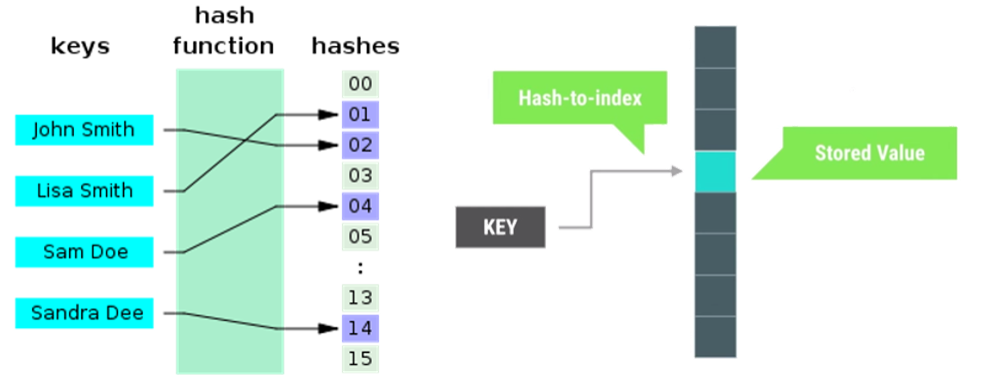 keys
hash
function
hashes
John Smith
Lisa Smith
Sam Doe
Sandra Dee
00
01
02
03
04
05
:
13
14
15
Hash-to-index
KEY
Stored Value